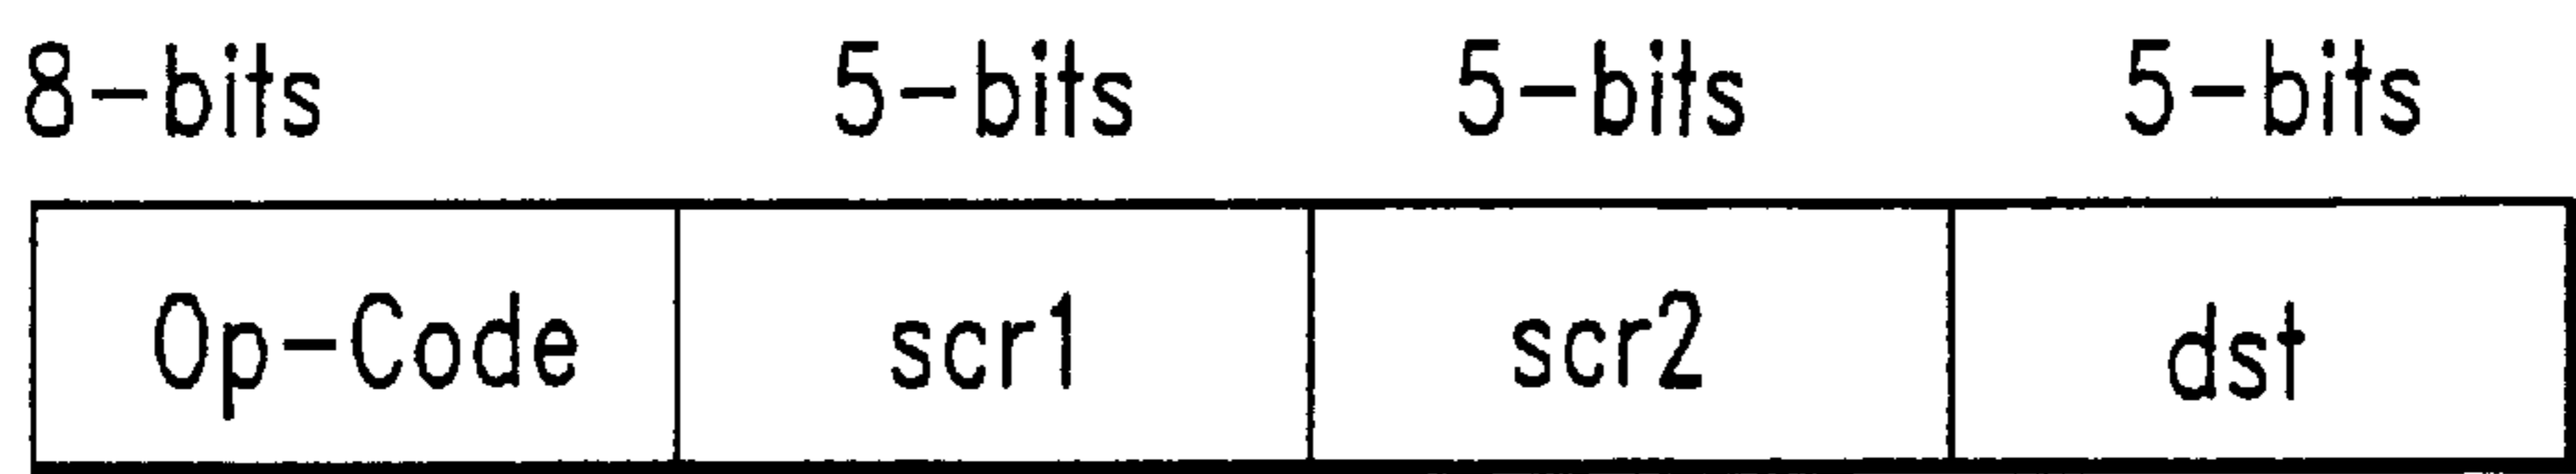 8-bits 5-bits 5-bits 5-bits
Op-Code scr1 scr2 dst